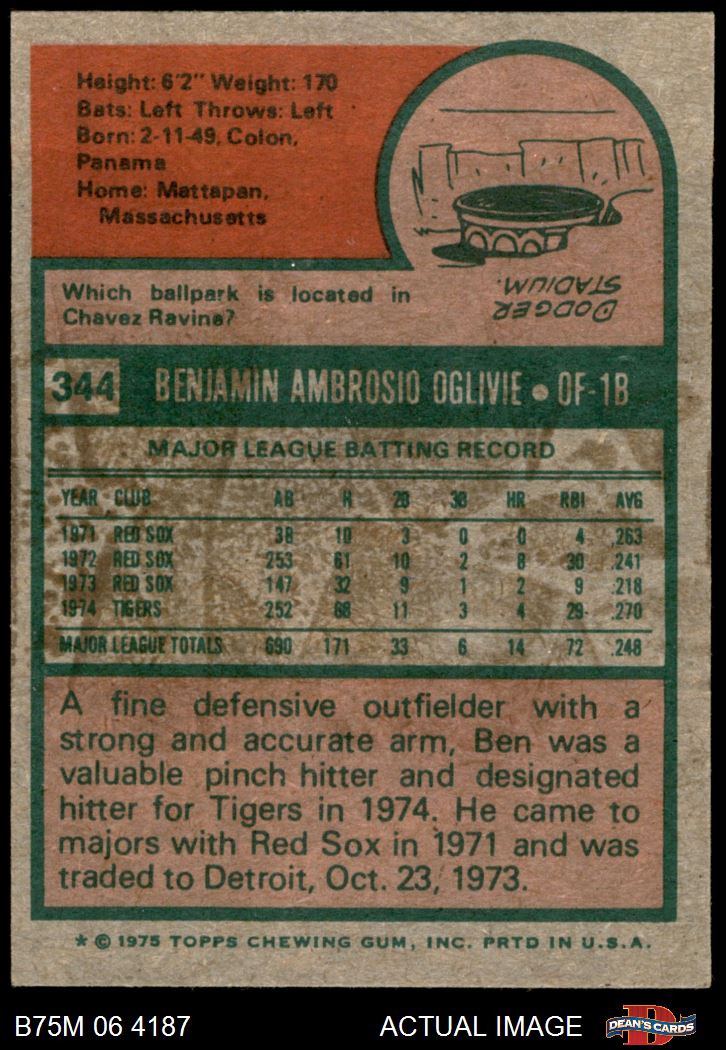 Height: 6'2" Weight: 170
Bats: Left Throws: Left
Born: 2-11-49, Colon,
Panama
Home: Mattapan,
Massachusetts
Which ballpark is located in
Chavez Ravine?
DODGER
STADIUM.
344 BENJAMIN AMBROSIO OGLIVIE • OF-1B
MAJOR LEAGUE BATTING RECORD
YEAR CLUB AB H 2B 3B HR RBI AVG
1971 RED SOX 38 10 3 0 0 4 .263
1972 RED SOX 253 61 10 2 8 30 .241
1973 RED SOX 147 32 9 1 2 9 .218
1974 TIGERS 252 68 11 3 4 29 .270
MAJOR LEAGUE TOTALS 690 171 33 6 14 72 .248
A fine defensive outfielder with a
strong and accurate arm, Ben was a
valuable pinch hitter and designated
hitter for Tigers in 1974. He came to
majors with Red Sox in 1971 and was
traded to Detroit, Oct. 23, 1973.
* © 1975 TOPPS CHEWING GUM, INC. PRTD IN U.S.A.
B75M 06 4187 ACTUAL IMAGE DEAN'S CARDS